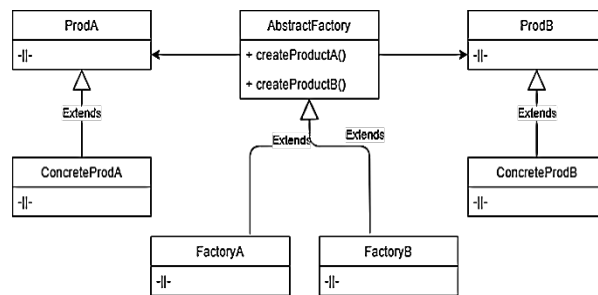 ProdA
-||-
AbstractFactory
+ createProductA()
+ createProductB()
ProdB
-||-
Extends
Extends
Extends
Extends
ConcreteProdA
-||-
ConcreteProdB
-||-
FactoryA
-||-
FactoryB
-||-